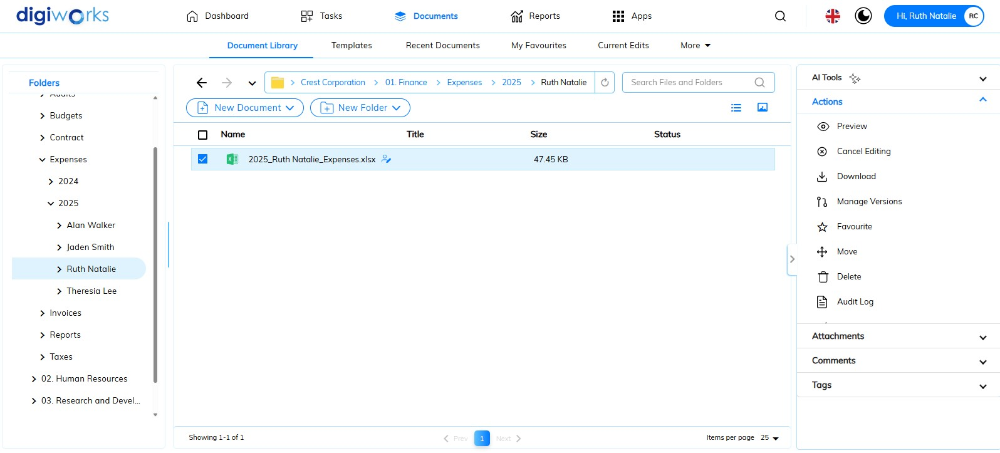 digiworks
Dashboard
Tasks
Documents
Reports
Apps
Hi, Ruth Natalie
RC
Document Library
Templates
Recent Documents
My Favourites
Current Edits
More
Folders
Audits
Budgets
Contract
Expenses
2024
2025
Alan Walker
Jaden Smith
Ruth Natalie
Theresia Lee
Invoices
Reports
Taxes
02. Human Resources
03. Research and Devel...
Crest Corporation
01. Finance
Expenses
2025
Ruth Natalie
Search Files and Folders
New Document
New Folder
Name
Title
Size
Status
2025_Ruth Natalie_Expenses.xlsx
47.45 KB
Showing 1-1 of 1
Prev
1
Next
Items per page
25
AI Tools
Actions
Preview
Cancel Editing
Download
Manage Versions
Favourite
Move
Delete
Audit Log
Attachments
Comments
Tags